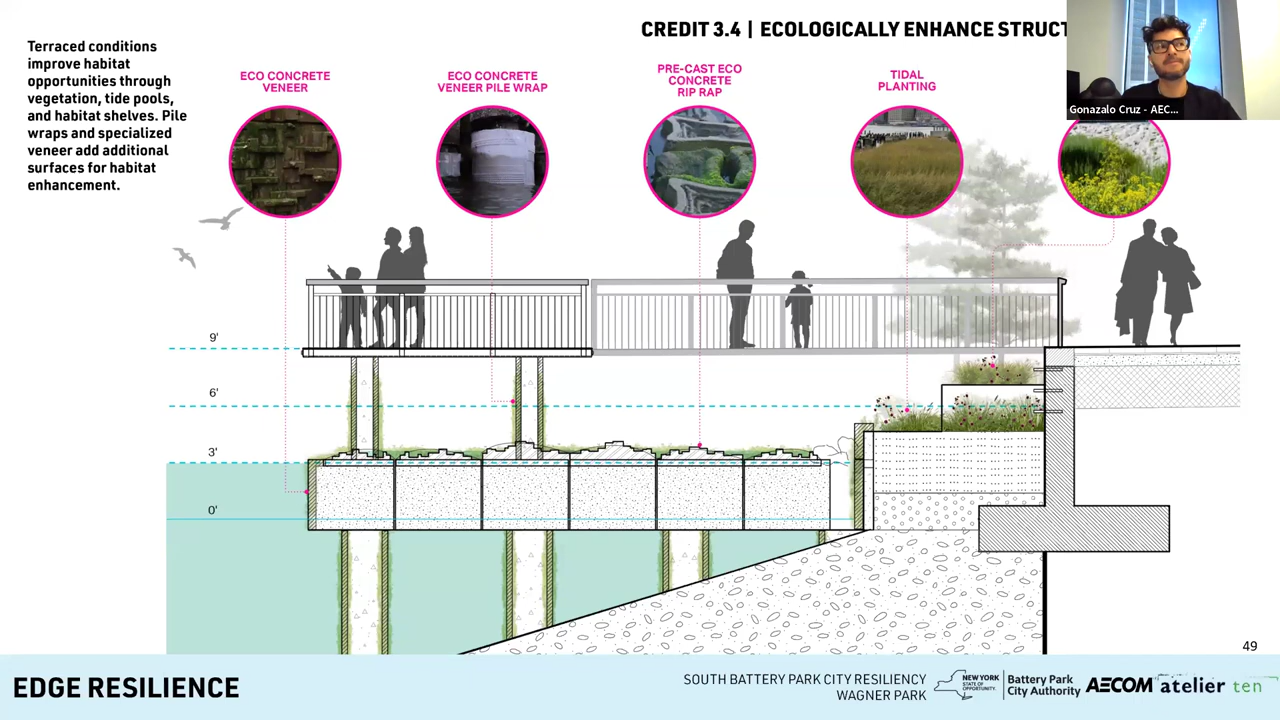 CREDIT 3.4 | ECOLOGICALLY ENHANCE STRUCT
Gonazalo Cruz - AEC...
Terraced conditions
improve habitat
opportunities through
vegetation, tide pools,
and habitat shelves. Pile
wraps and specialized
veneer add additional
surfaces for habitat
enhancement.
ECO CONCRETE
VENEER
ECO CONCRETE
VENEER PILE WRAP
PRE-CAST ECO
CONCRETE
RIP RAP
TIDAL
PLANTING
9'
6'
3'
0'
49
EDGE RESILIENCE
SOUTH BATTERY PARK CITY RESILIENCY
WAGNER PARK
NEW YORK
STATE OF
OPPORTUNITY.
Battery Park
City Authority
AECOM
atelier ten